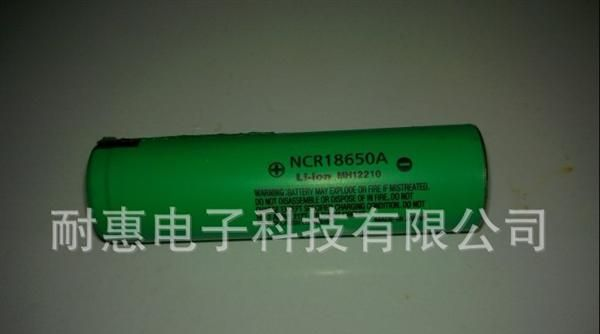 ⊕ NCR18650A ⊖
Li-ion MH12210
WARNING: BATTERY MAY EXPLODE OR FIRE IF MISTREATED.
DO NOT DISASSEMBLE OR DISPOSE OF IN FIRE. DO NOT
CHARGING CONDITION. DO NOT
耐惠电子科技有限公司